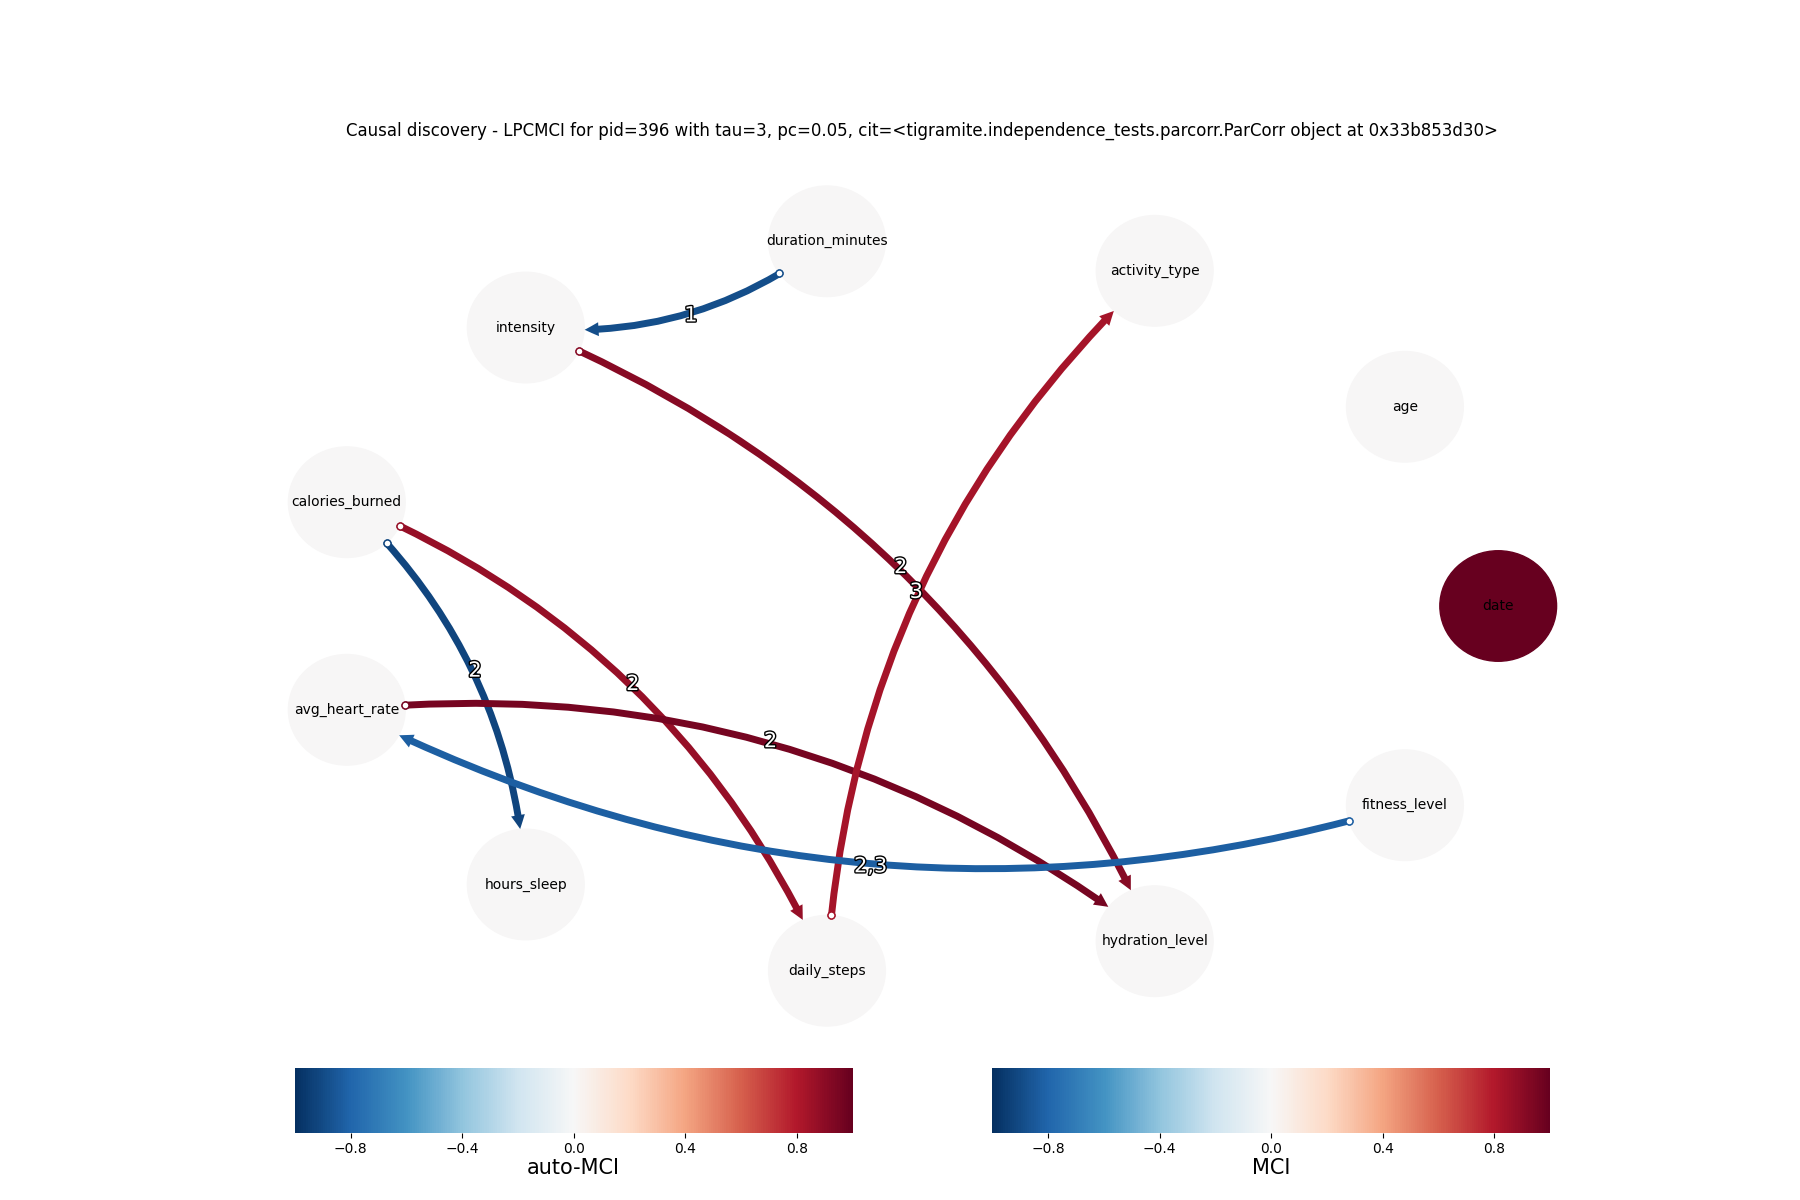 Causal discovery - LPCMCI for pid=396 with tau=3, pc=0.05, cit=<tigramite.independence_tests.parcorr.ParCorr object at 0x33b853d30>
duration_minutes
activity_type
1
intensity
age
calories_burned
2
3
date
2
2
avg_heart_rate
2
fitness_level
2,3
hours_sleep
hydration_level
daily_steps
−0.8 −0.4 0.0 0.4 0.8
auto-MCI
−0.8 −0.4 0.0 0.4 0.8
MCI